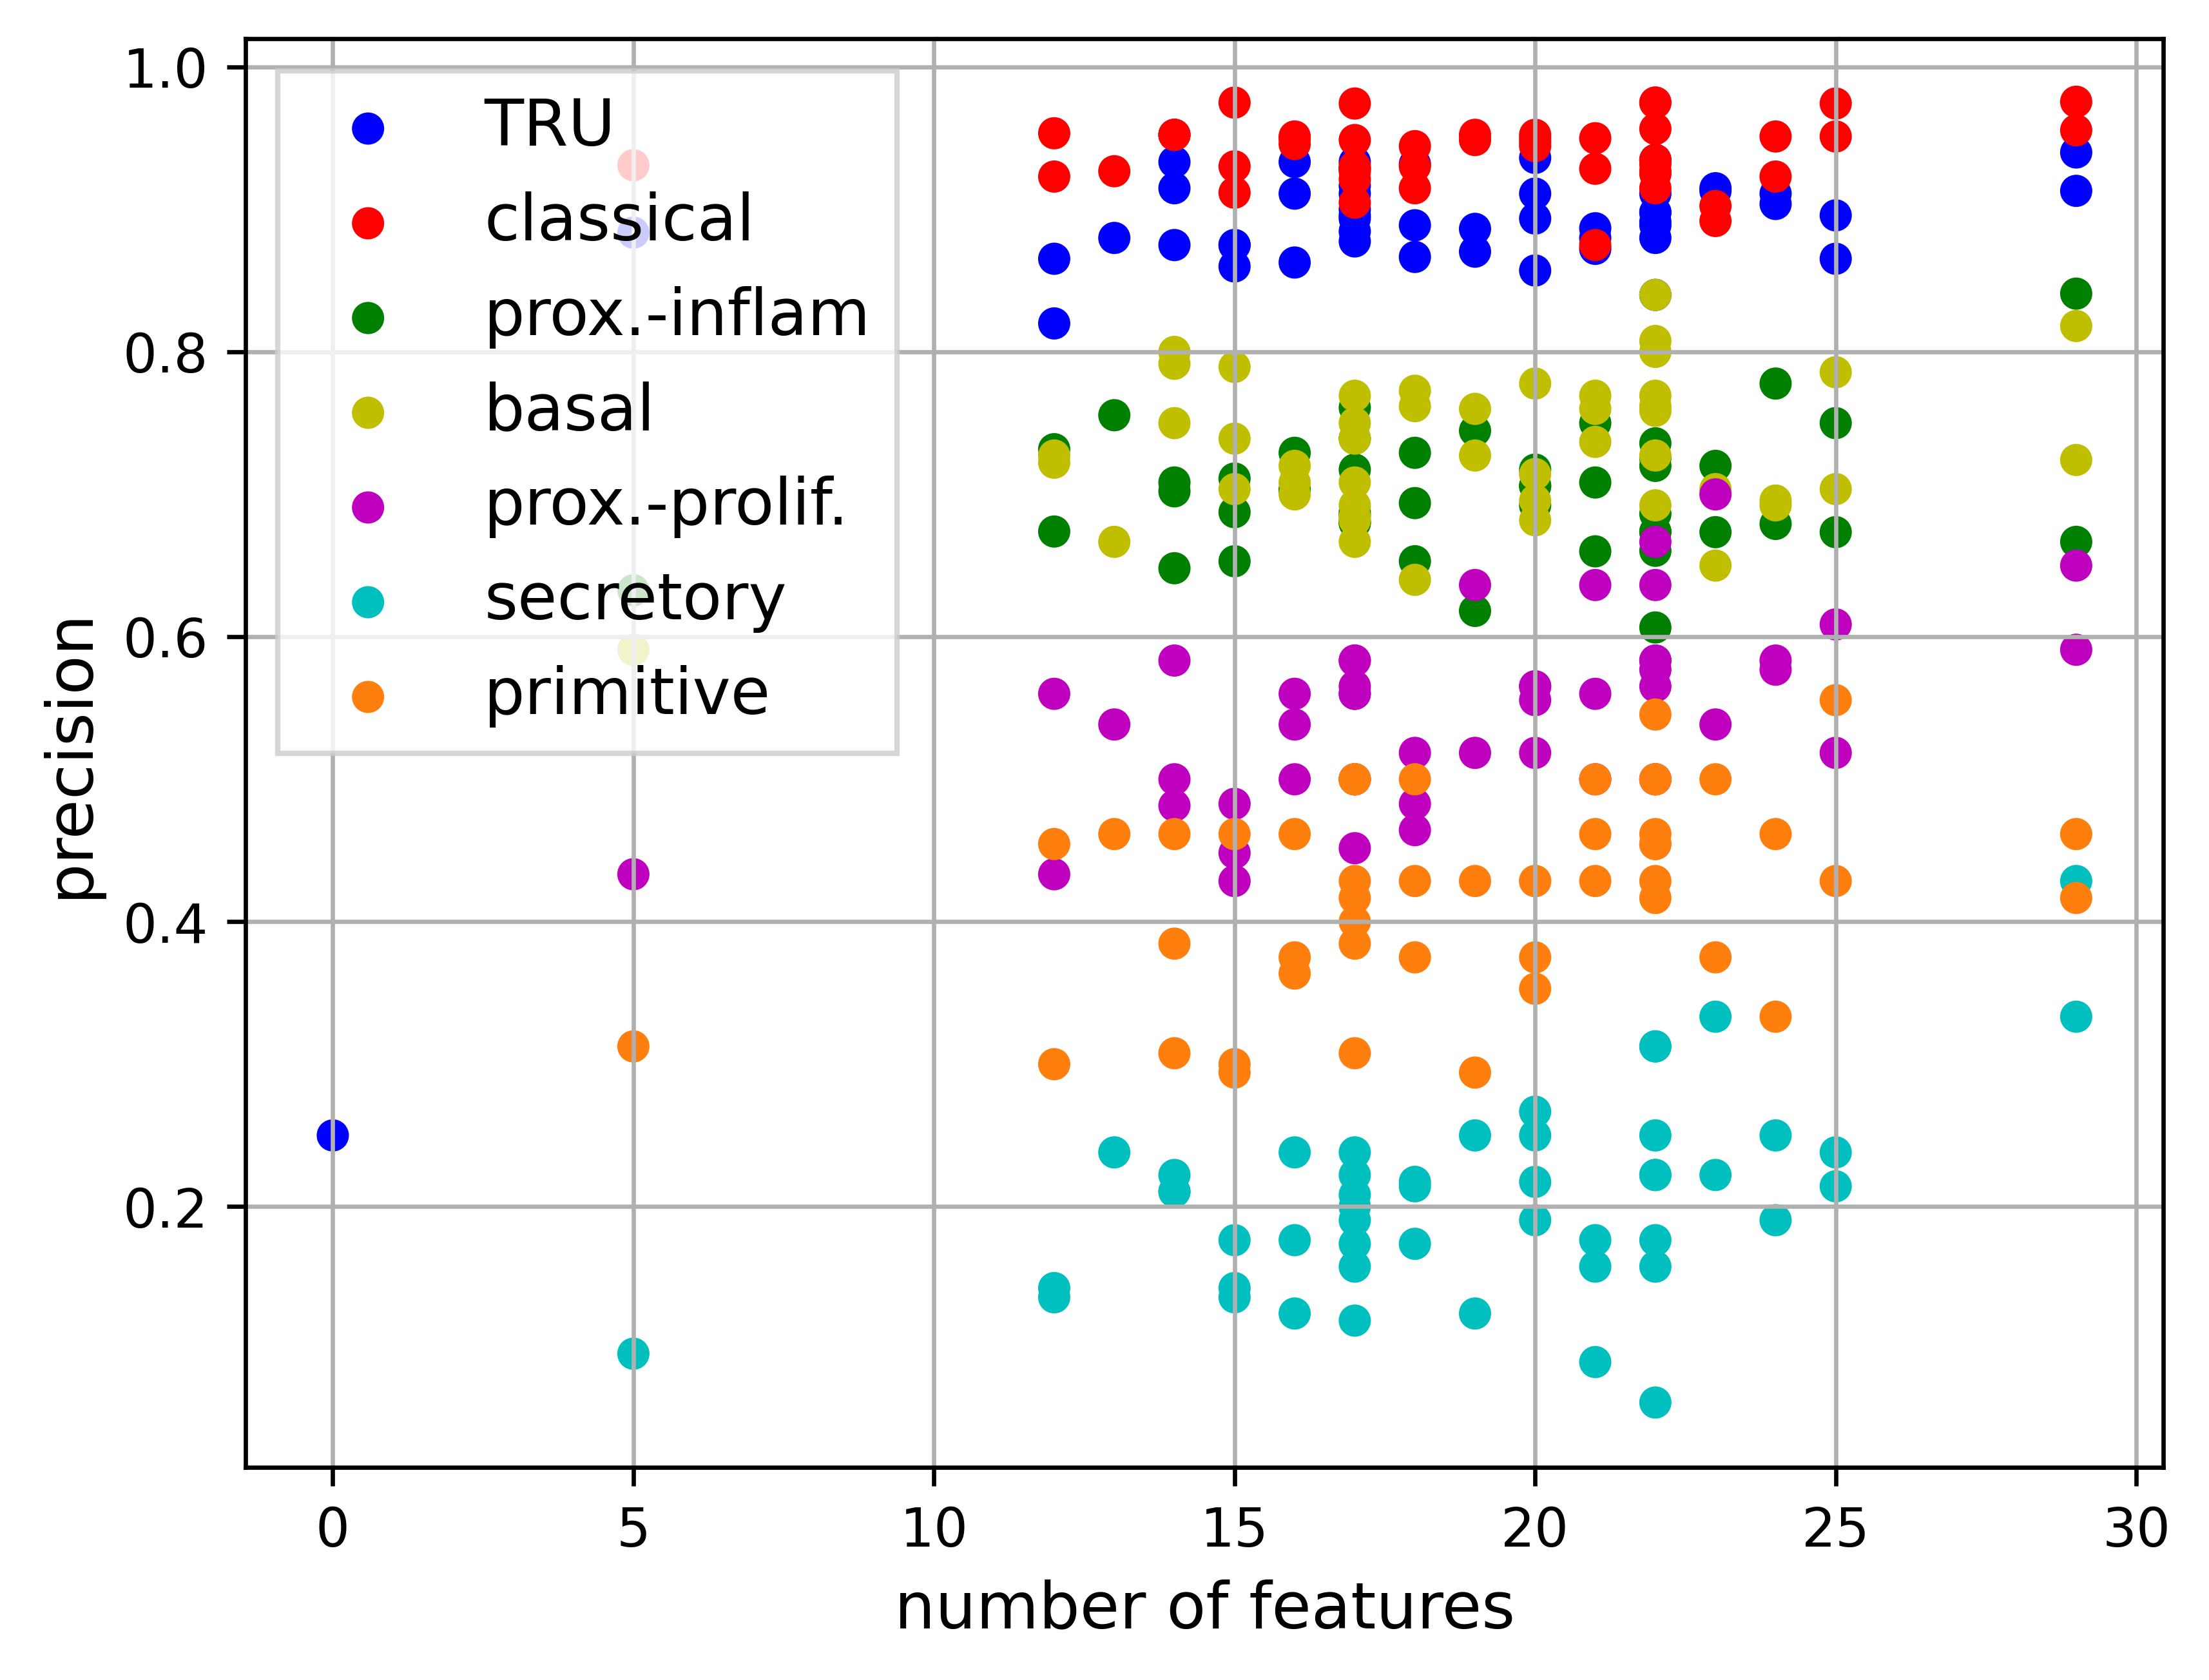 1.0
0.8
0.6
0.4
0.2
precision
TRU
classical
prox.-inflam
basal
prox.-prolif.
secretory
primitive
0 5 10 15 20 25 30
number of features